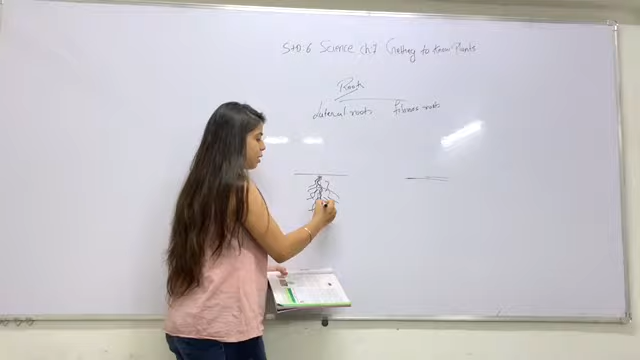 STD.6 Science ch.7 Getting to Know Plants
Roots
Lateral roots Fibrous roots